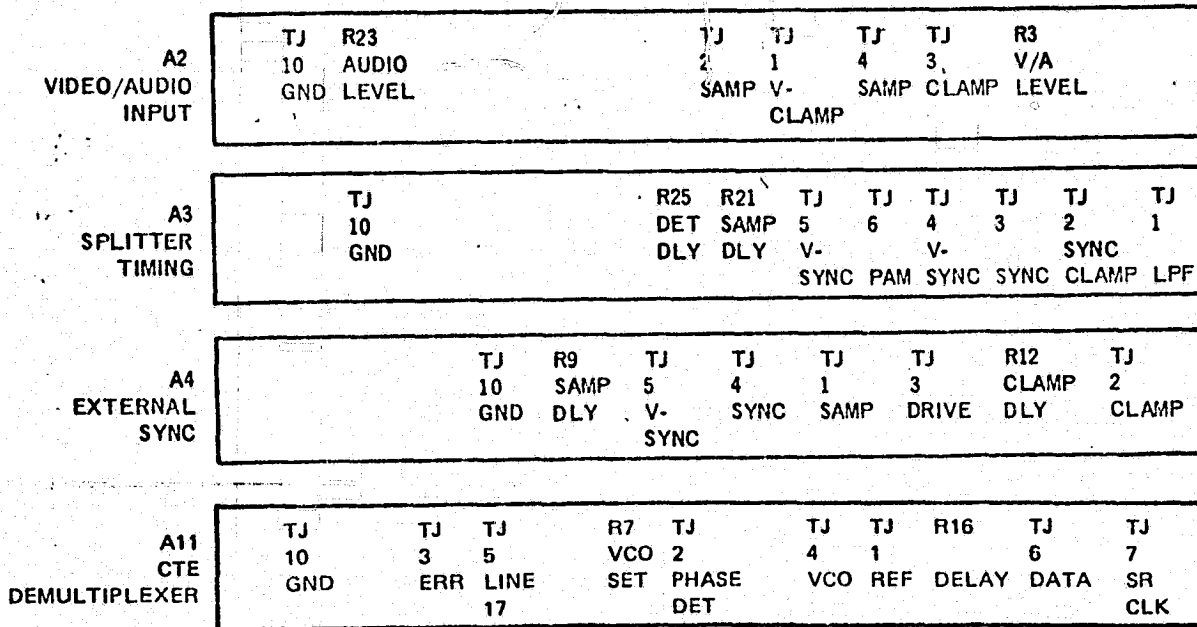 A2
VIDEO/AUDIO
INPUT
TJ R23 TJ TJ TJ TJ R3
10 AUDIO 2 1 4 3 V/A
GND LEVEL SAMP V- SAMP CLAMP LEVEL
CLAMP
A3
SPLITTER
TIMING
TJ R25 R21 TJ TJ TJ TJ TJ TJ
10 DET SAMP 5 6 4 3 2 1
GND DLY DLY V- V- SYNC
SYNC PAM SYNC SYNC CLAMP LPF
A4
EXTERNAL
SYNC
TJ R9 TJ TJ TJ TJ R12 TJ
10 SAMP 5 4 1 3 CLAMP 2
GND DLY V- SYNC SAMP DRIVE DLY CLAMP
SYNC
A11
CTE
DEMULTIPLEXER
TJ TJ TJ R7 TJ TJ TJ R16 TJ TJ
10 3 5 VCO 2 4 1 6 7
GND ERR LINE SET PHASE VCO REF DELAY DATA SR
17 DET CLK